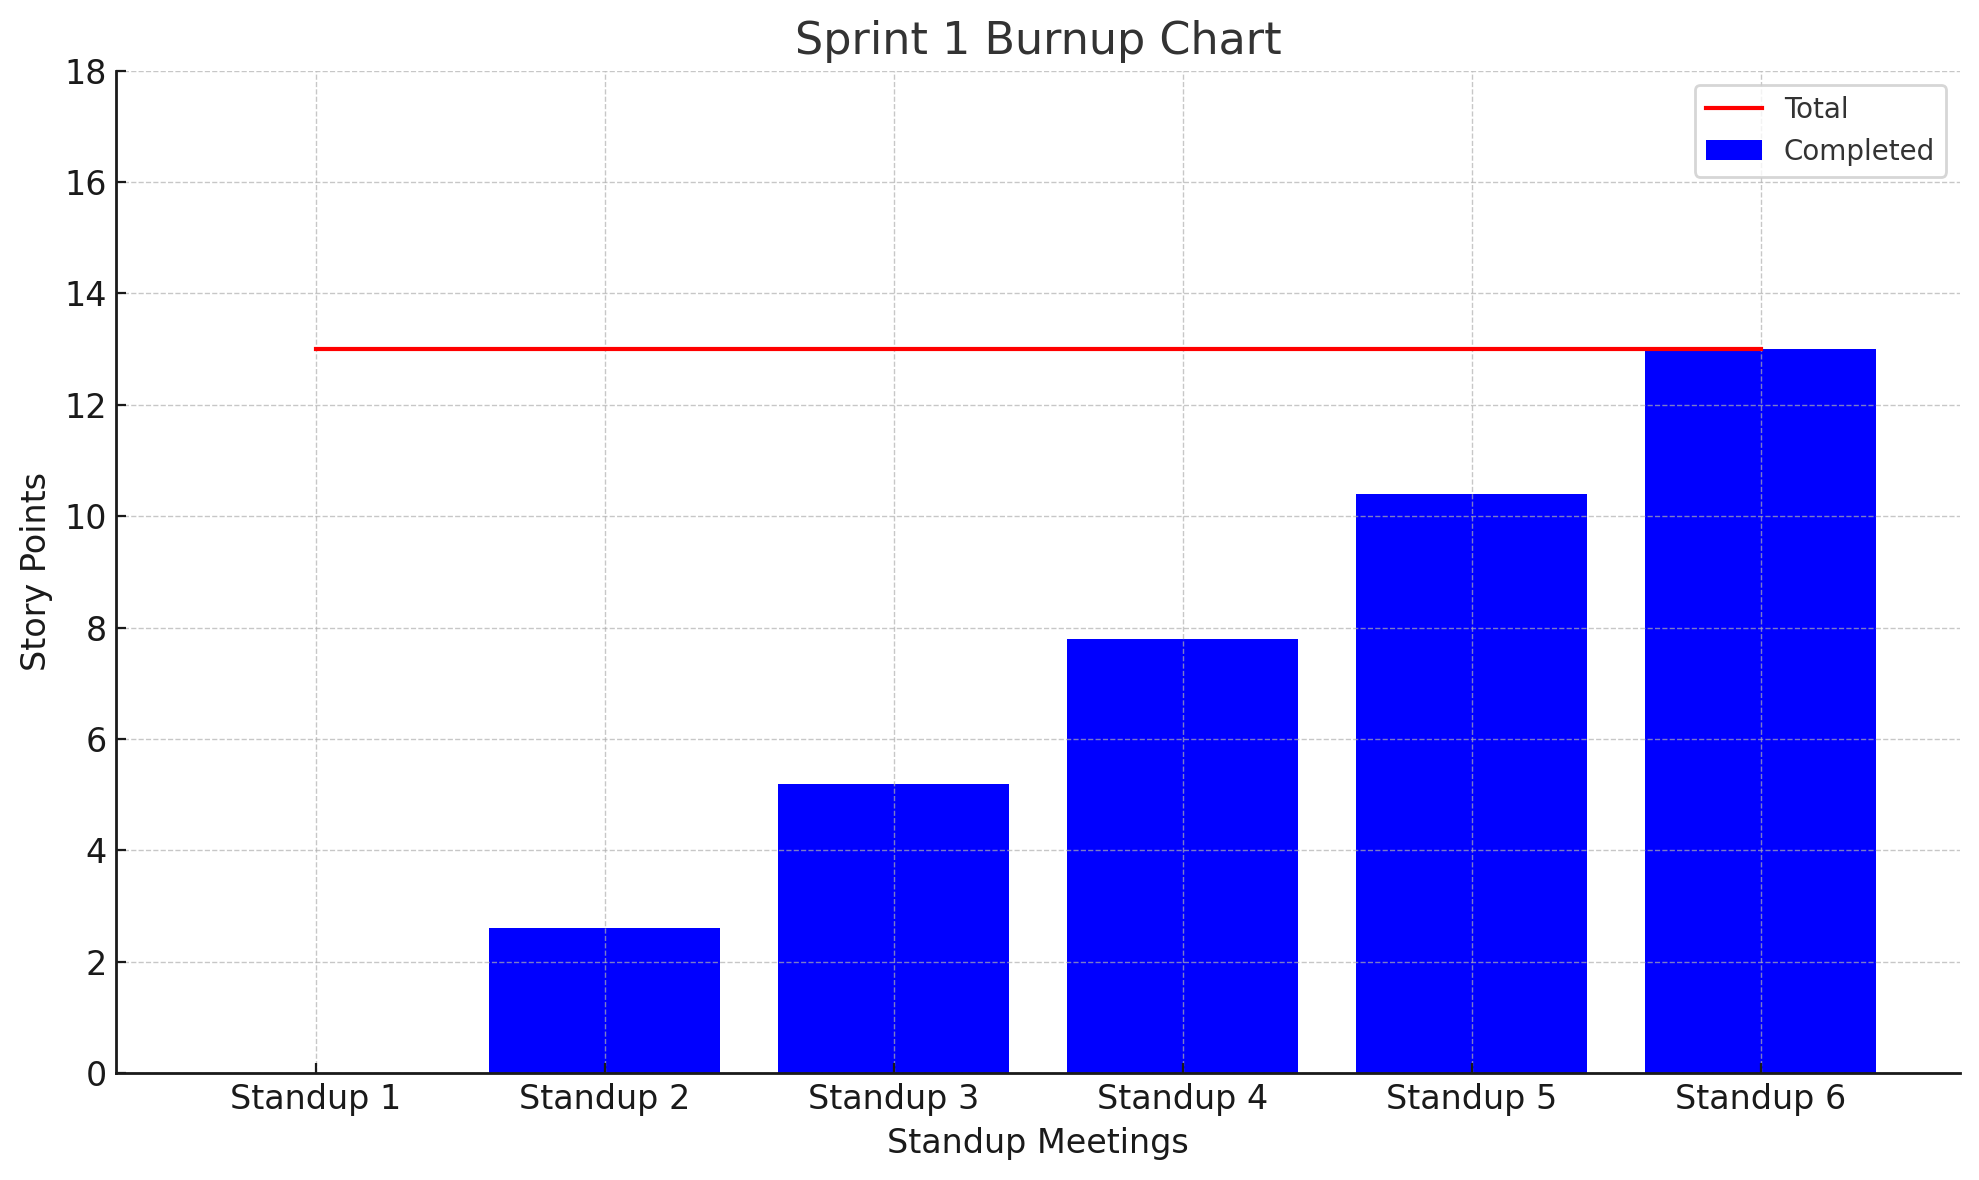 Sprint 1 Burnup Chart
18
16
14
12
10
8
6
4
2
0
Story Points
Total
Completed
Standup 1 Standup 2 Standup 3 Standup 4 Standup 5 Standup 6
Standup Meetings